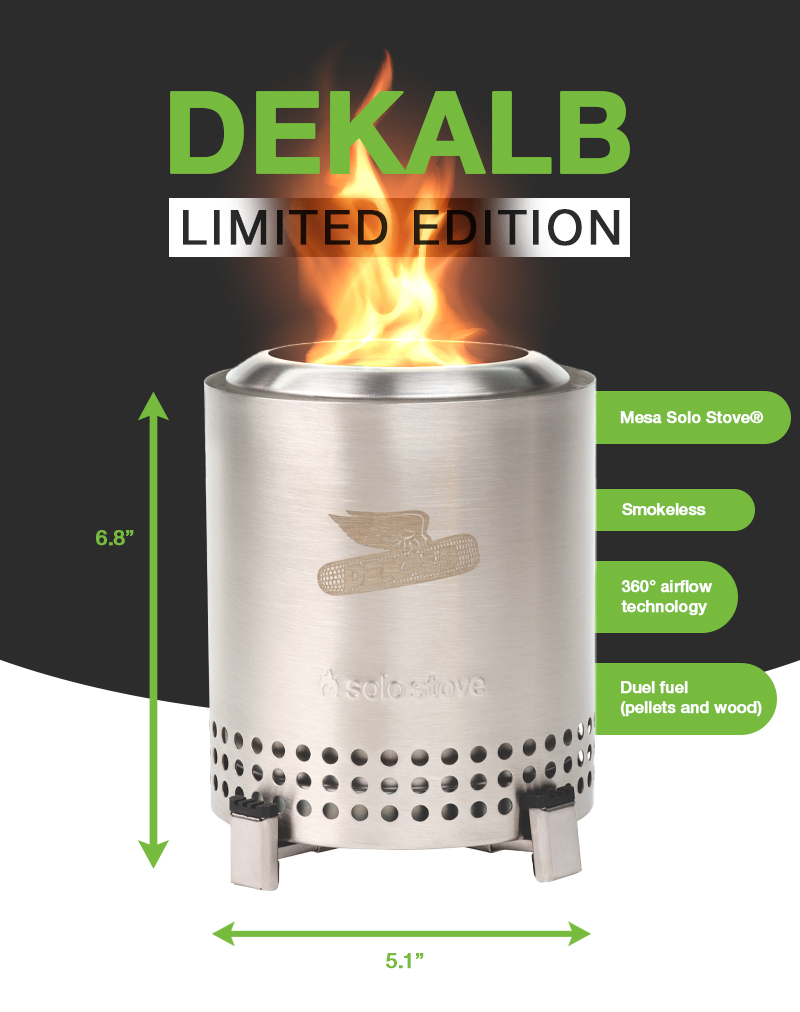 DEKALB
LIMITED EDITION
Mesa Solo Stove®
Smokeless
6.8”
360° airflow
technology
DEKALB
solo stove
Duel fuel
(pellets and wood)
5.1”